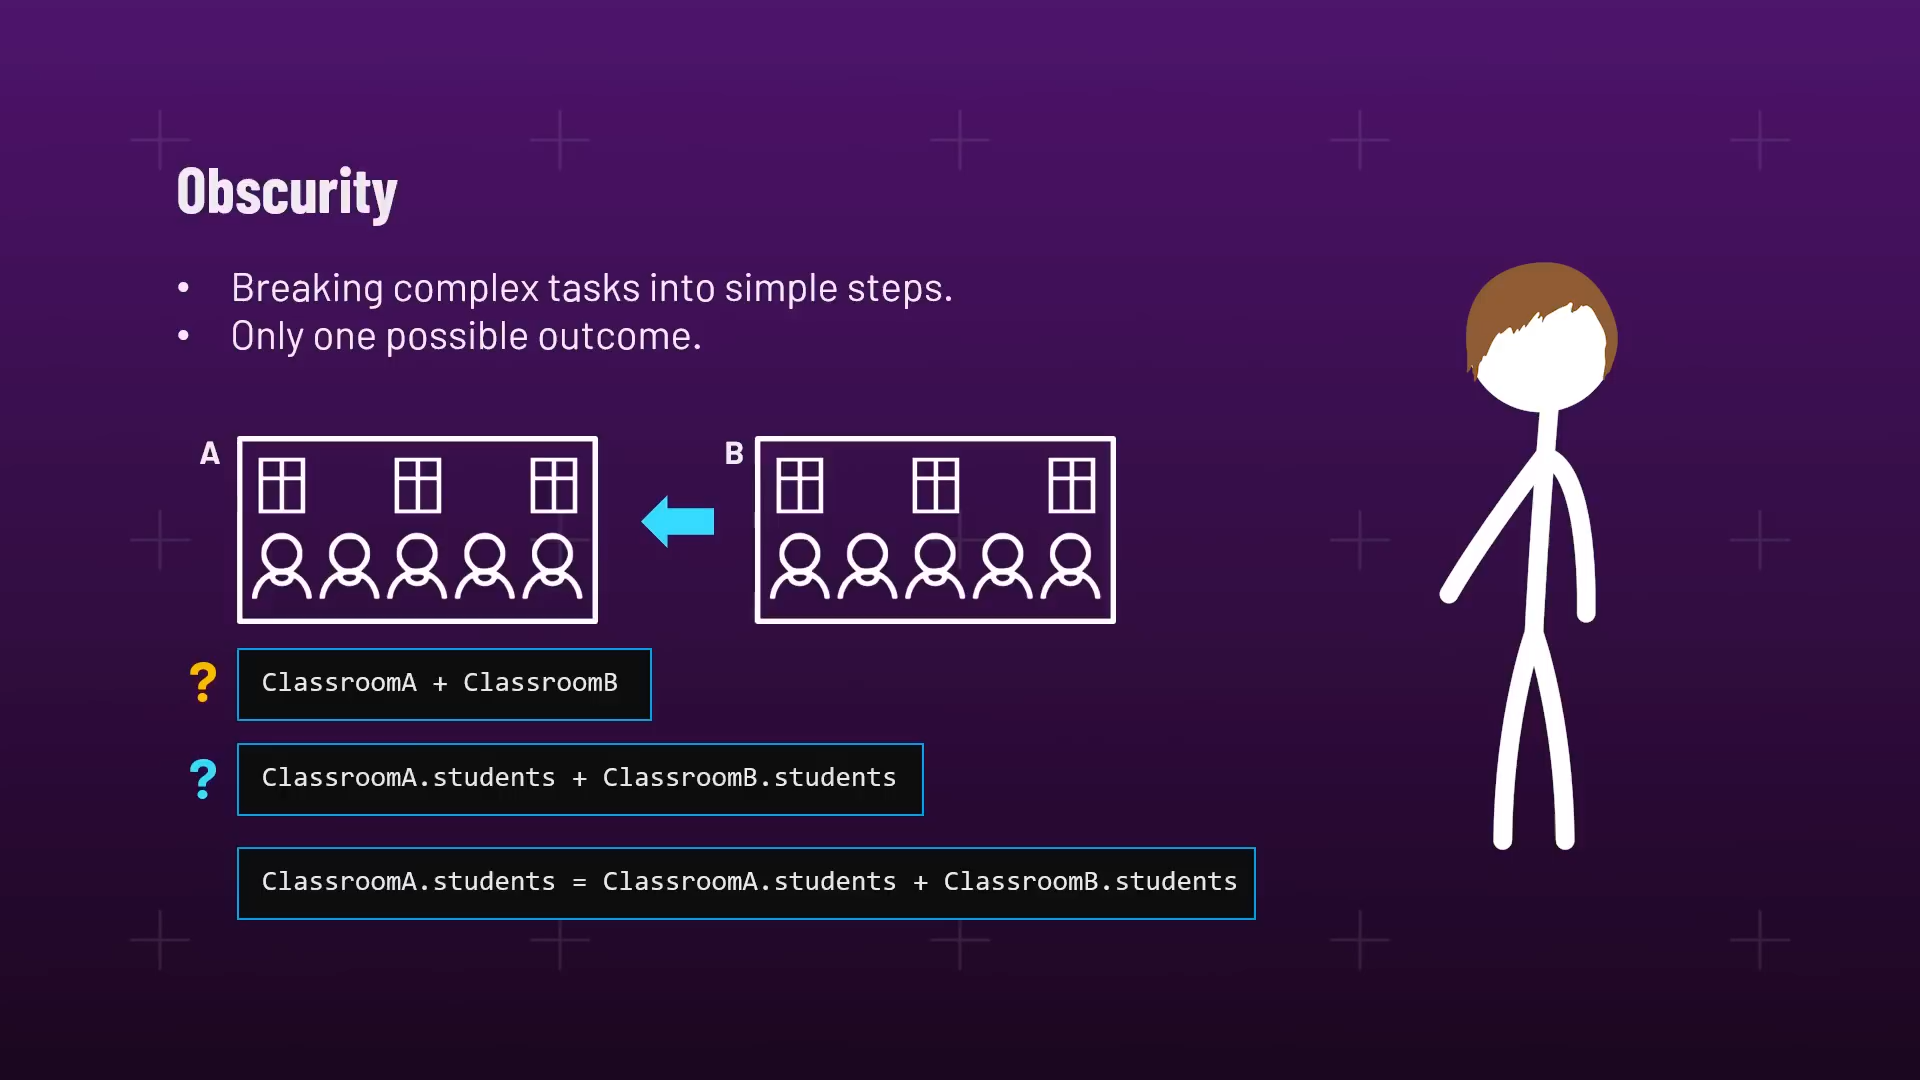 Obscurity
• Breaking complex tasks into simple steps.
• Only one possible outcome.
A
B
? ClassroomA + ClassroomB
? ClassroomA.students + ClassroomB.students
ClassroomA.students = ClassroomA.students + ClassroomB.students